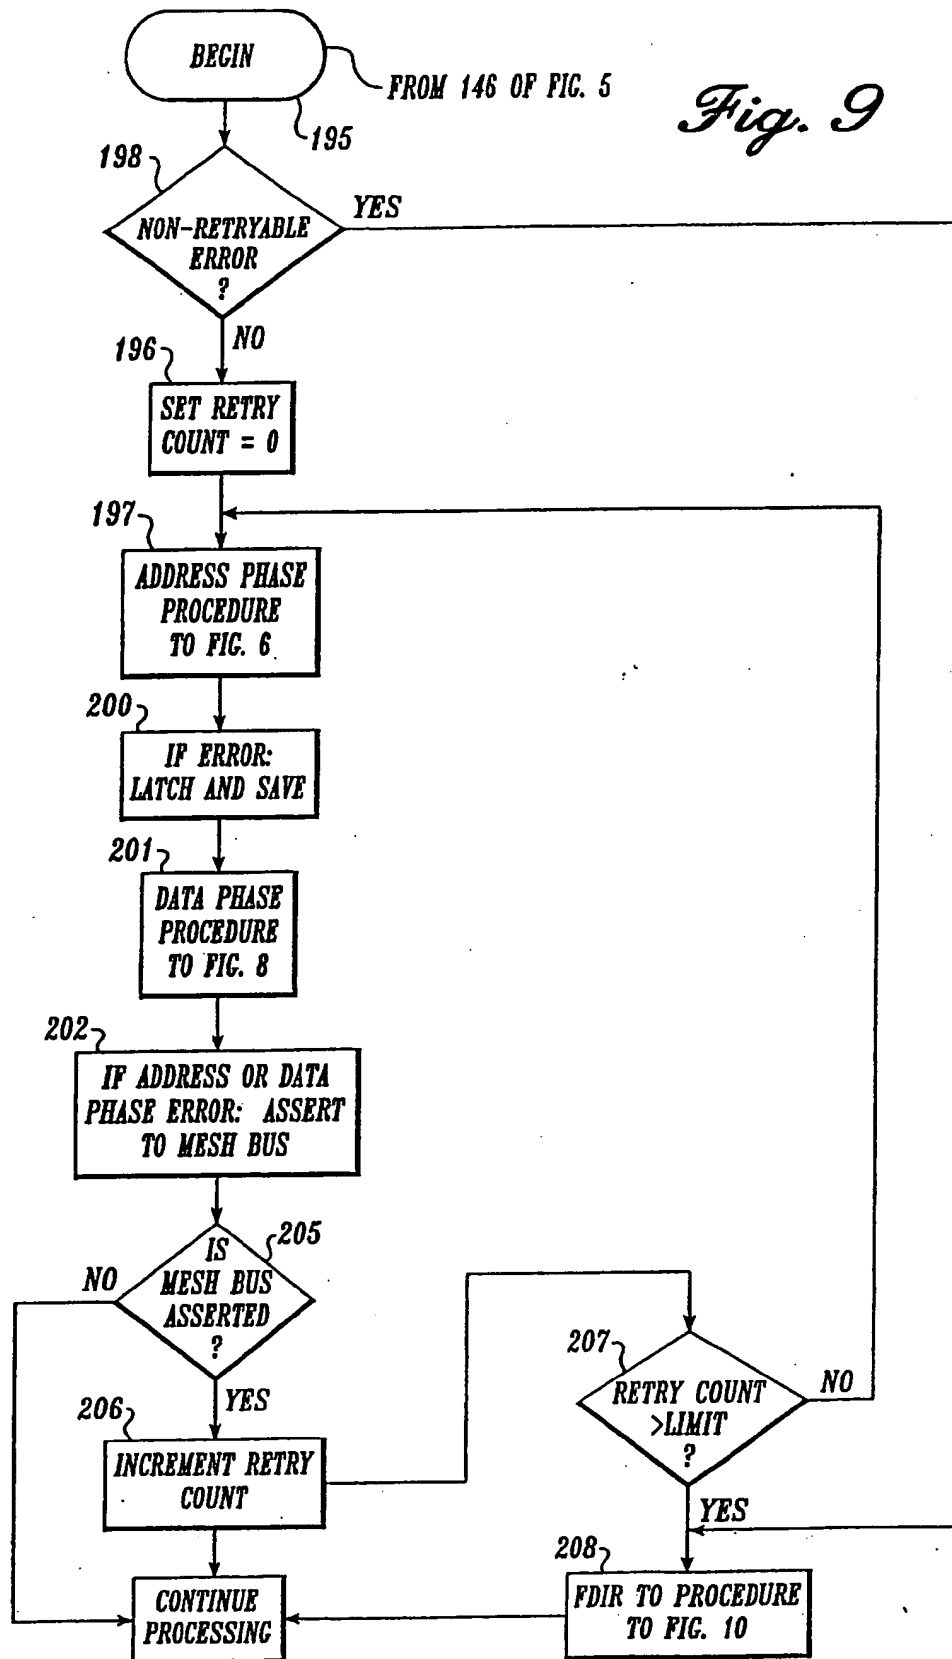 BEGIN
FROM 146 OF FIG. 5
Fig. 9
195
198
YES
NON-RETRYABLE
ERROR
?
NO
196
SET RETRY
COUNT = 0
197
ADDRESS PHASE
PROCEDURE
TO FIG. 6
200
IF ERROR:
LATCH AND SAVE
201
DATA PHASE
PROCEDURE
TO FIG. 8
202
IF ADDRESS OR DATA
PHASE ERROR: ASSERT
TO MESH BUS
205
NO
IS
MESH BUS
ASSERTED
?
YES
206
INCREMENT RETRY
COUNT
207
RETRY COUNT
>LIMIT
?
NO
YES
208
FDIR TO PROCEDURE
TO FIG. 10
CONTINUE
PROCESSING